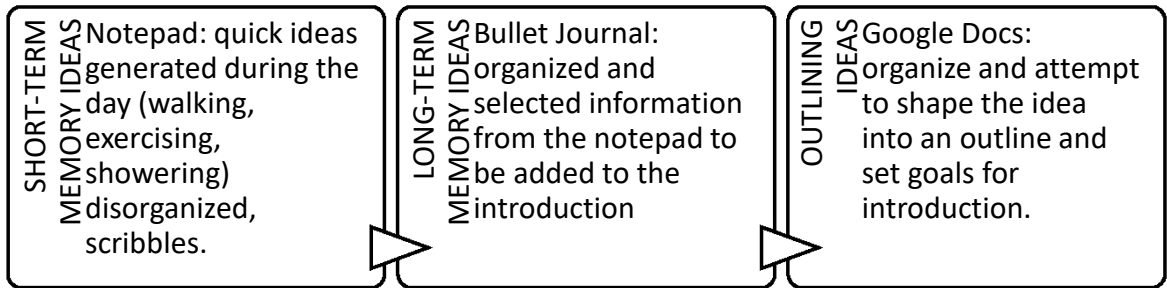 SHORT-TERM
MEMORY IDEAS
Notepad: quick ideas
generated during the
day (walking,
exercising,
showering)
disorganized,
scribbles.
LONG-TERM
MEMORY IDEAS
Bullet Journal:
organized and
selected information
from the notepad to
be added to the
introduction
OUTLINING
IDEAS
Google Docs:
organize and attempt
to shape the idea
into an outline and
set goals for
introduction.